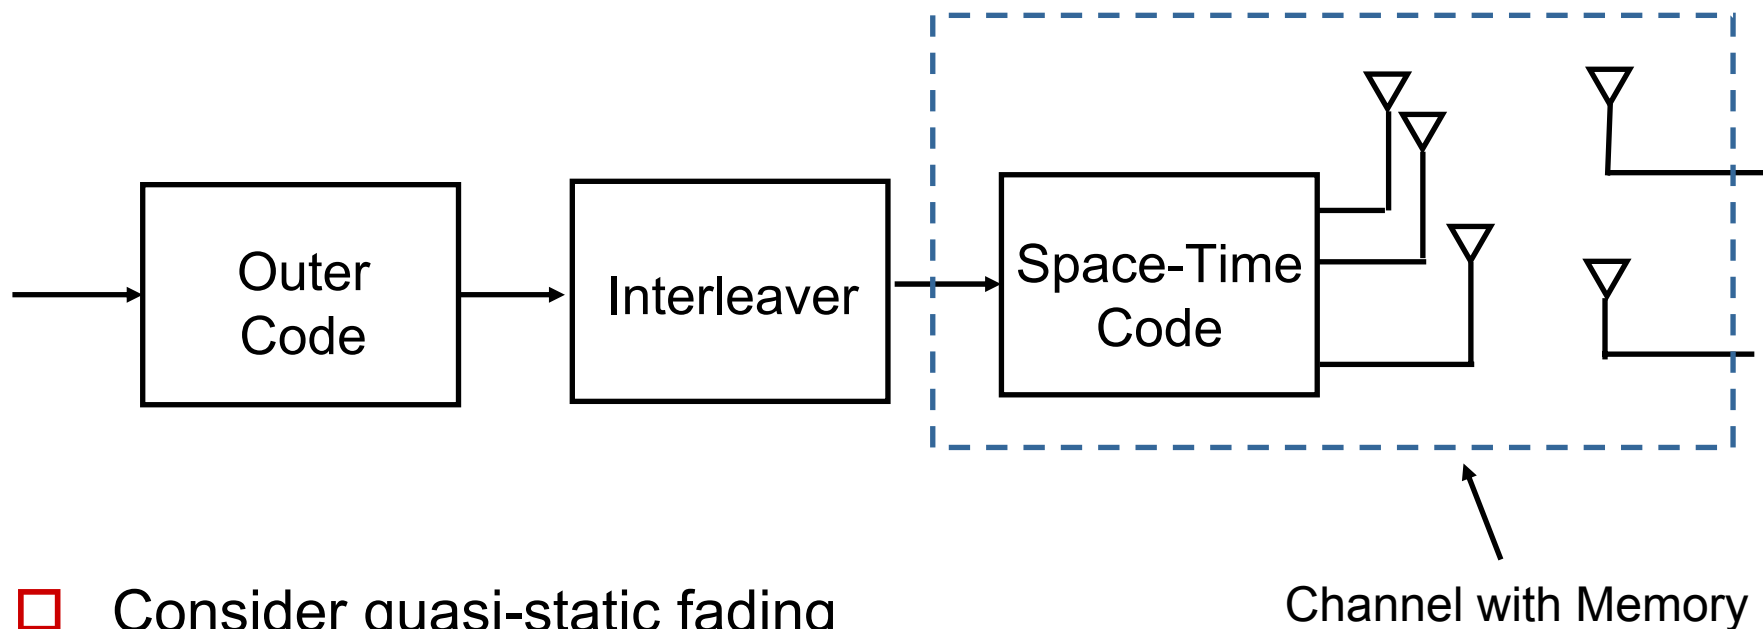 Outer
Code
Interleaver
Space-Time
Code
Channel with Memory
Consider quasi-static fading